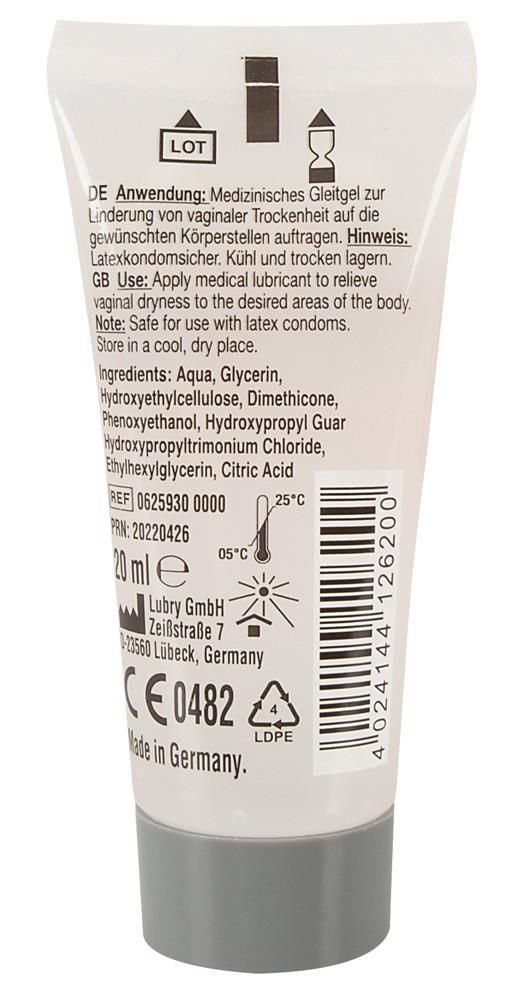 LOT
DE Anwendung: Medizinisches Gleitgel zur
Linderung von vaginaler Trockenheit auf die
gewünschten Körperstellen auftragen. Hinweis:
Latexkondomsicher. Kühl und trocken lagern.
GB Use: Apply medical lubricant to relieve
vaginal dryness to the desired areas of the body.
Note: Safe for use with latex condoms.
Store in a cool, dry place.
Ingredients: Aqua, Glycerin,
Hydroxyethylcellulose, Dimethicone,
Phenoxyethanol, Hydroxypropyl Guar
Hydroxypropyltrimonium Chloride,
Ethylhexylglycerin, Citric Acid
REF 0625930 0000
PRN: 20220426
25°C
05°C
20 ml ℮
Lubry GmbH
Zeißstraße 7
D-23560 Lübeck, Germany
CE 0482
4
LDPE
Made in Germany.
4 024144 126200